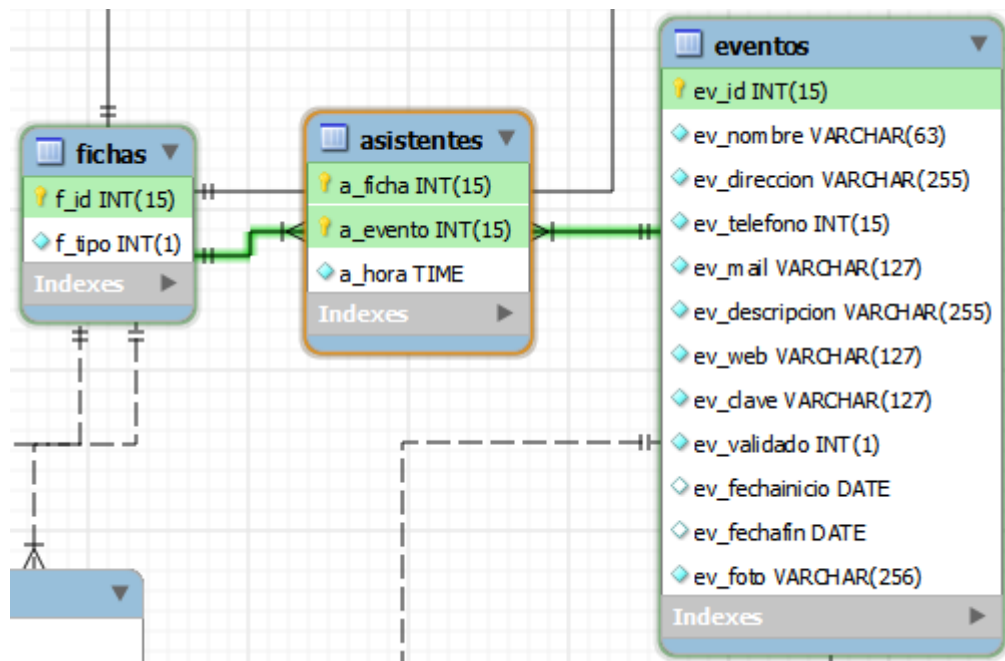 fichas
f_id INT(15)
f_tipo INT(1)
Indexes
asistentes
a_ficha INT(15)
a_evento INT(15)
a_hora TIME
Indexes
eventos
ev_id INT(15)
ev_nombre VARCHAR(63)
ev_direccion VARCHAR(255)
ev_telefono INT(15)
ev_mail VARCHAR(127)
ev_descripcion VARCHAR(255)
ev_web VARCHAR(127)
ev_clave VARCHAR(127)
ev_validado INT(1)
ev_fechainicio DATE
ev_fechafin DATE
ev_foto VARCHAR(256)
Indexes